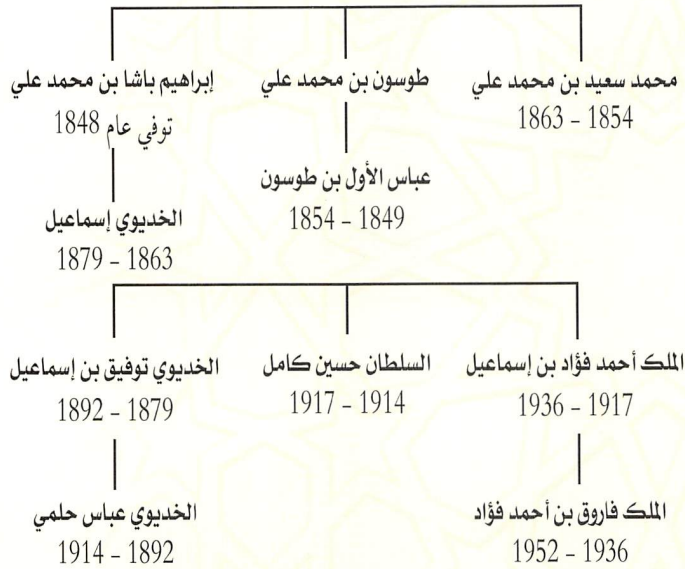 محمد سعيد بن محمد علي
1854 – 1863
طوسون بن محمد علي
إبراهيم باشا بن محمد علي
توفي عام 1848
عباس الأول بن طوسون
1849 – 1854
الخديوي إسماعيل
1863 – 1879
الملك أحمد فؤاد بن إسماعيل
1917 – 1936
السلطان حسين كامل
1914 – 1917
الخديوي توفيق بن إسماعيل
1879 – 1892
الملك فاروق بن أحمد فؤاد
1936 – 1952
الخديوي عباس حلمي
1892 – 1914